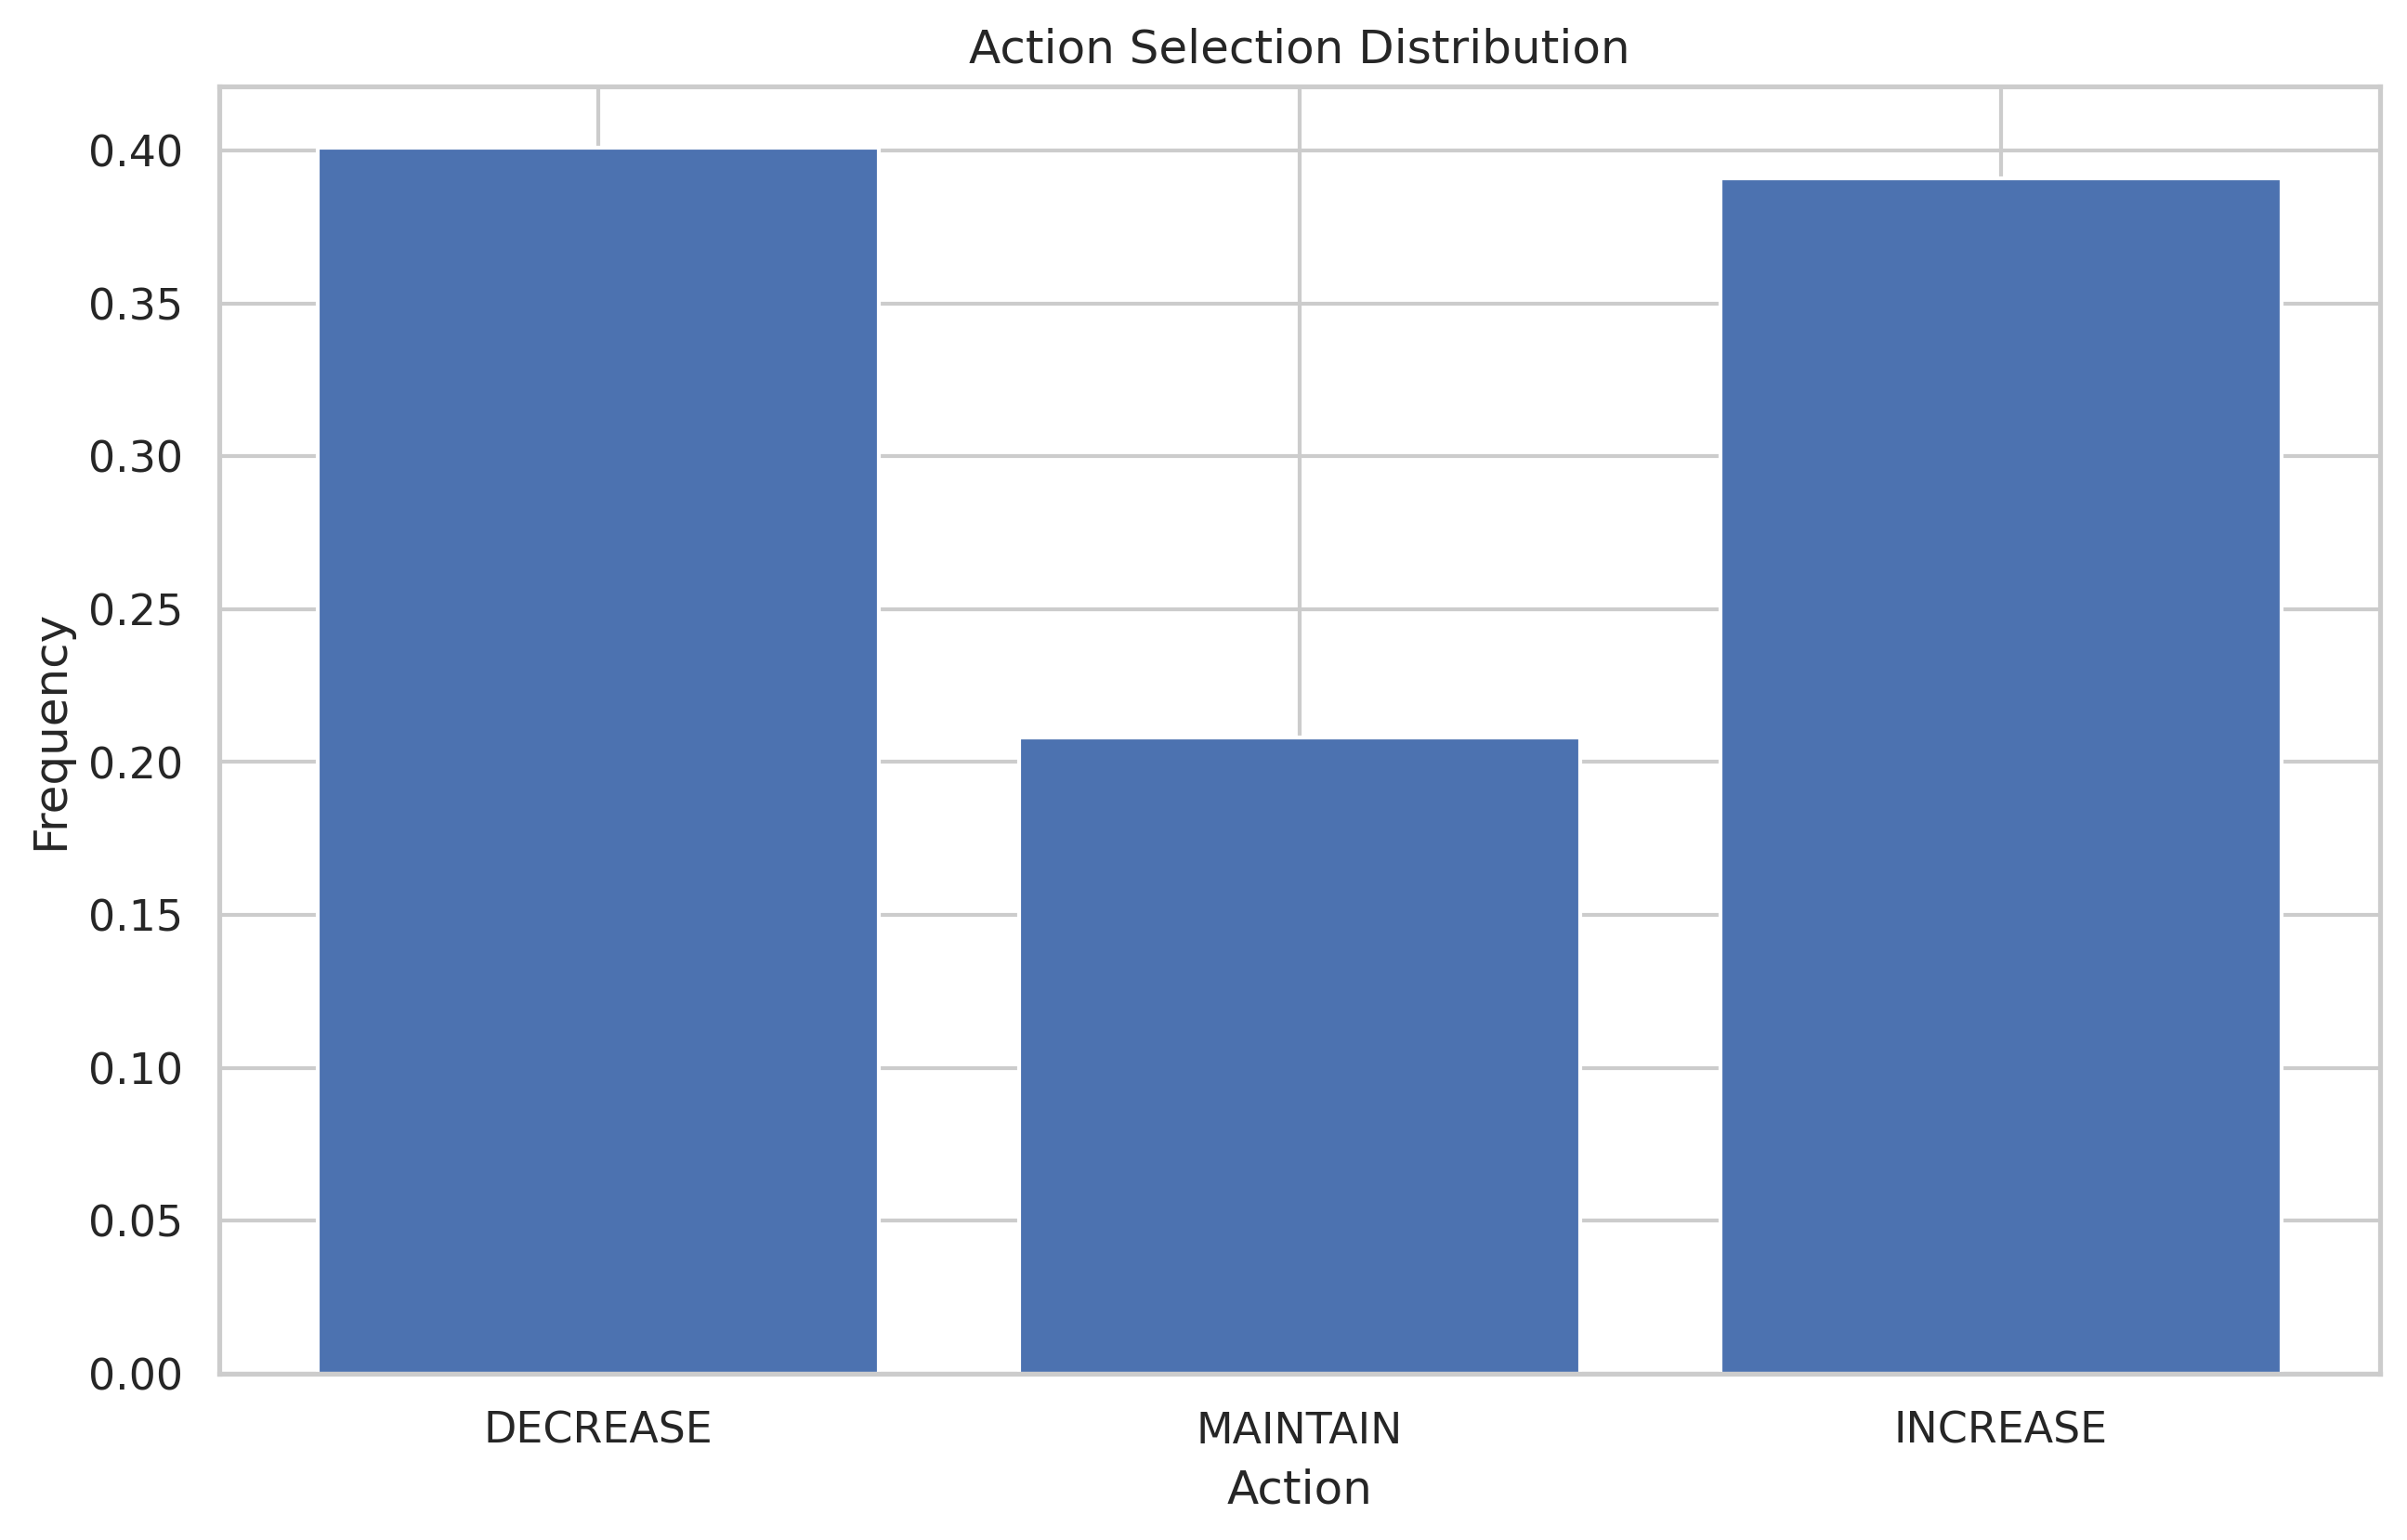 Action Selection Distribution
Frequency
0.40
0.35
0.30
0.25
0.20
0.15
0.10
0.05
0.00
DECREASE
MAINTAIN
INCREASE
Action